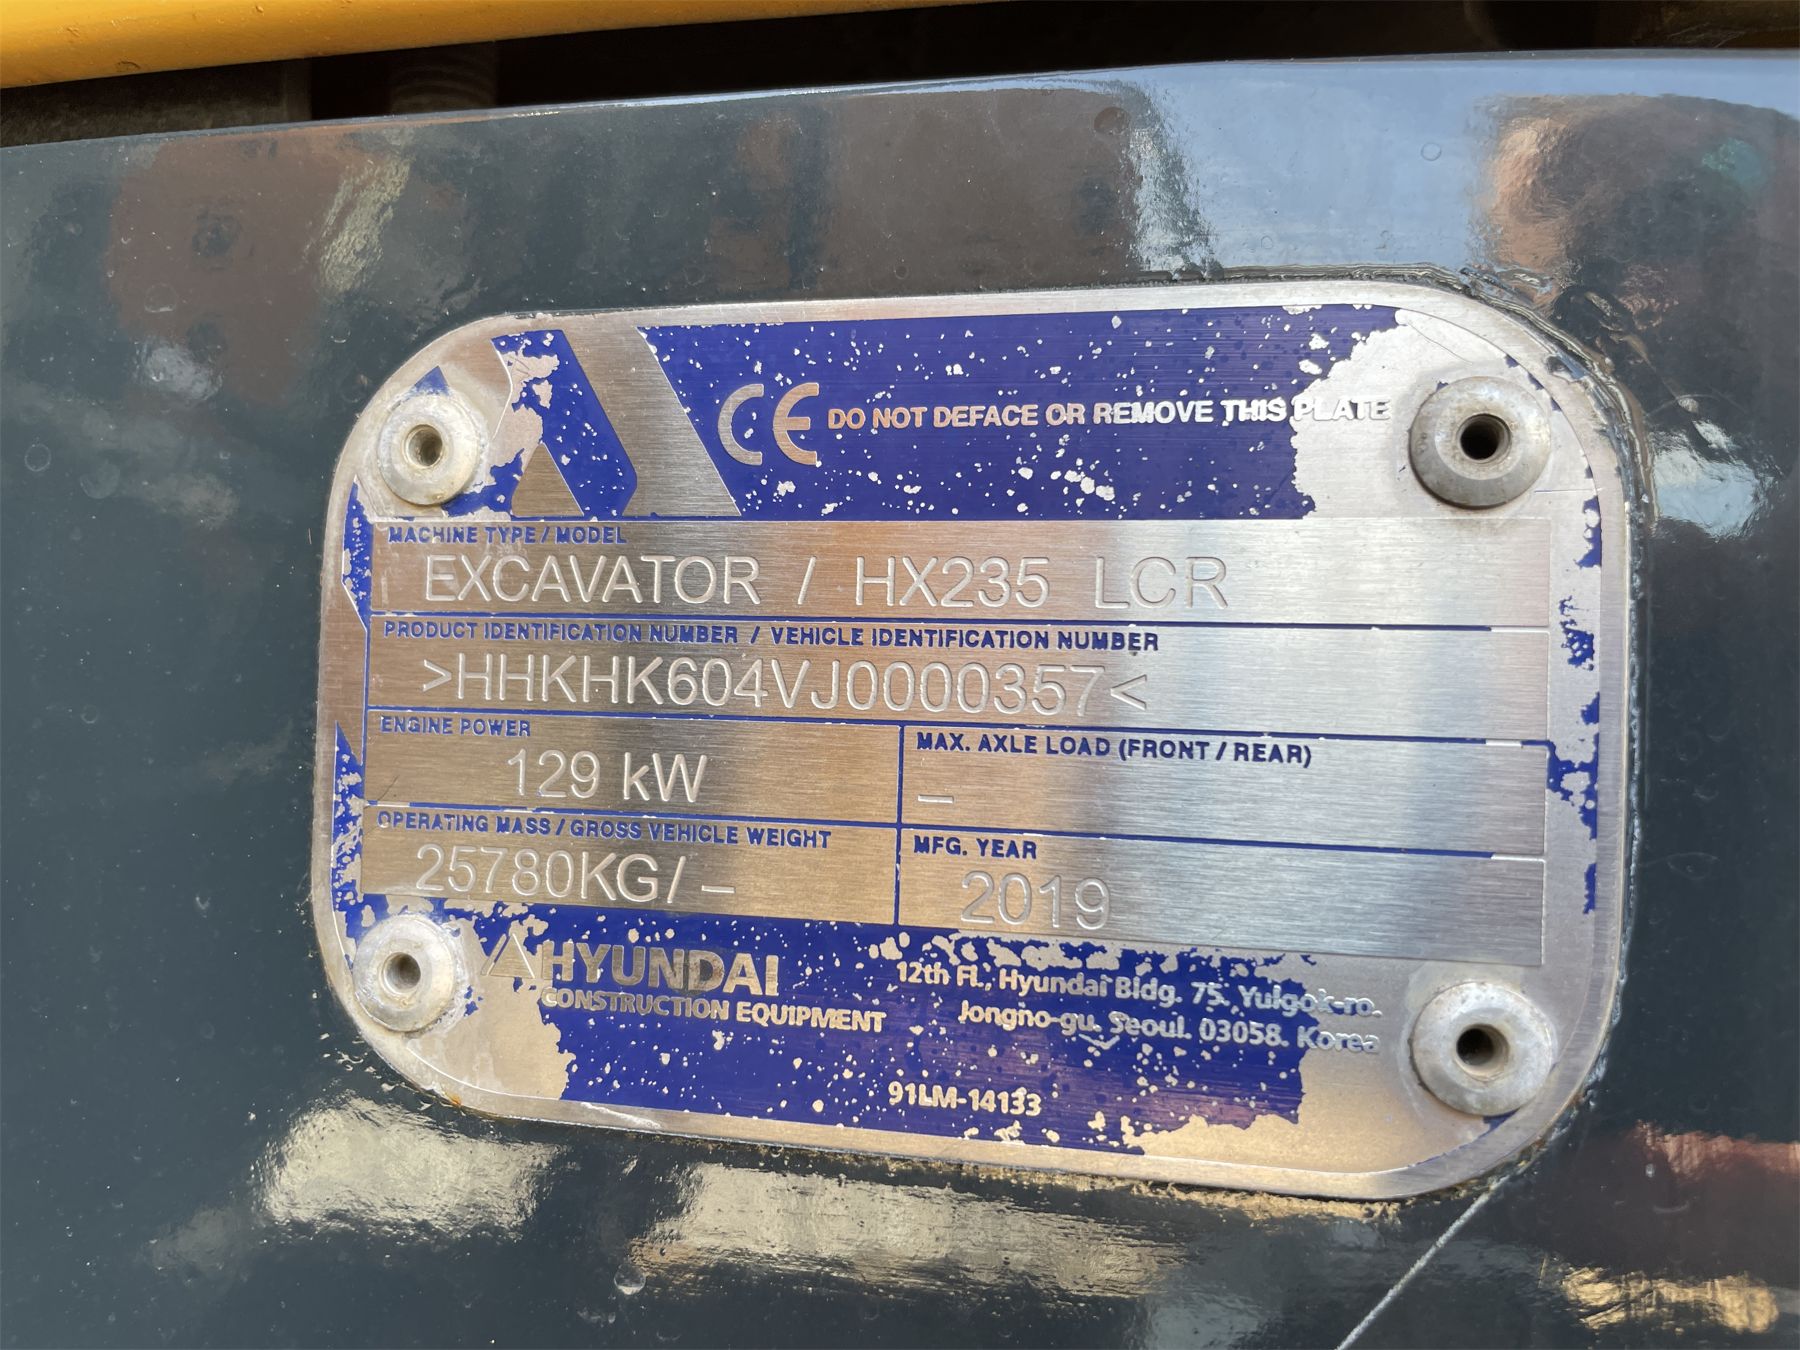 CE DO NOT DEFACE OR REMOVE THIS PLATE
MACHINE TYPE / MODEL
EXCAVATOR / HX235 LCR
PRODUCT IDENTIFICATION NUMBER / VEHICLE IDENTIFICATION NUMBER
>HHKHK604VJ0000357<
ENGINE POWER
129 kW
MAX. AXLE LOAD (FRONT / REAR)
–
OPERATING MASS / GROSS VEHICLE WEIGHT
25780KG/ –
MFG. YEAR
2019
HYUNDAI
CONSTRUCTION EQUIPMENT
12th Fl., Hyundai Bldg. 75, Yulgok-ro,
Jongno-gu, Seoul. 03058. Korea
91LM-14133